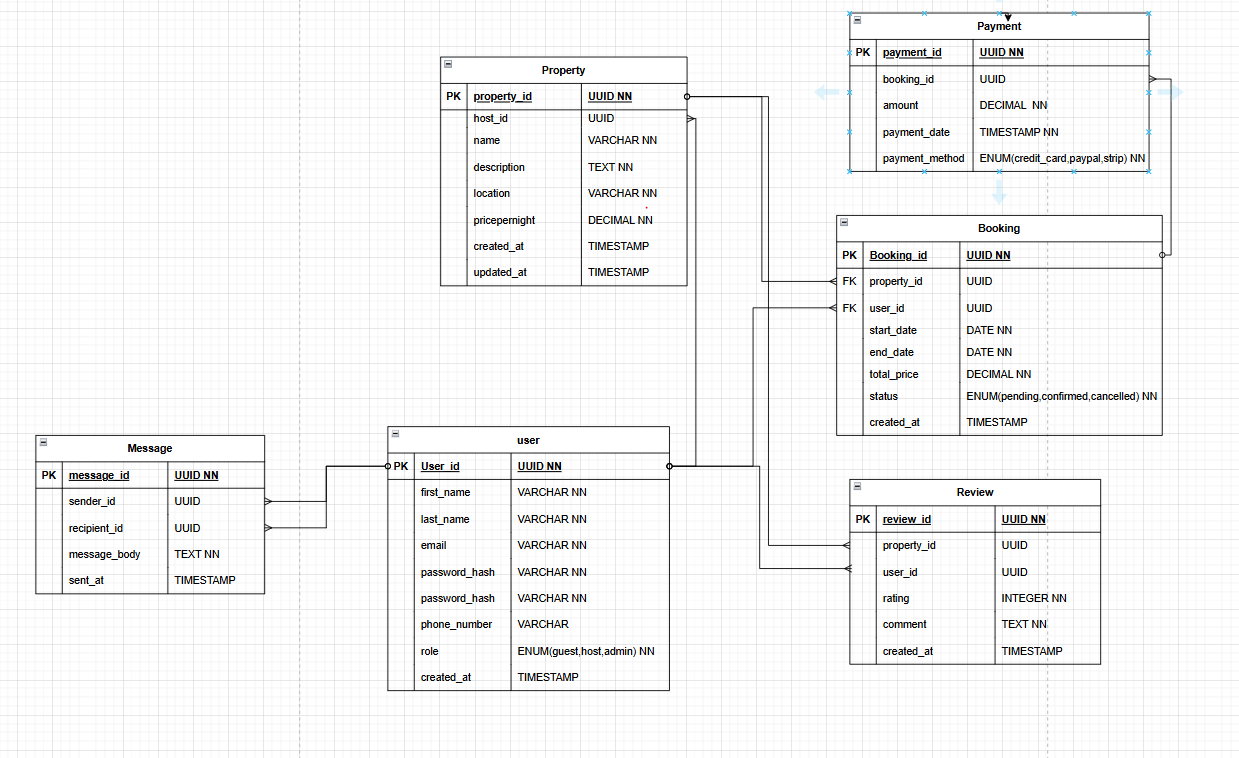 Payment
PK payment_id UUID NN
booking_id UUID
amount DECIMAL NN
payment_date TIMESTAMP NN
payment_method ENUM(credit_card,paypal,strip) NN
Property
PK property_id UUID NN
host_id UUID
name VARCHAR NN
description TEXT NN
location VARCHAR NN
pricepernight DECIMAL NN
created_at TIMESTAMP
updated_at TIMESTAMP
Booking
PK Booking_id UUID NN
FK property_id UUID
FK user_id UUID
start_date DATE NN
end_date DATE NN
total_price DECIMAL NN
status ENUM(pending,confirmed,cancelled) NN
created_at TIMESTAMP
Message
PK message_id UUID NN
sender_id UUID
recipient_id UUID
message_body TEXT NN
sent_at TIMESTAMP
user
PK User_id UUID NN
first_name VARCHAR NN
last_name VARCHAR NN
email VARCHAR NN
password_hash VARCHAR NN
password_hash VARCHAR NN
phone_number VARCHAR
role ENUM(guest,host,admin) NN
created_at TIMESTAMP
Review
PK review_id UUID NN
property_id UUID
user_id UUID
rating INTEGER NN
comment TEXT NN
created_at TIMESTAMP